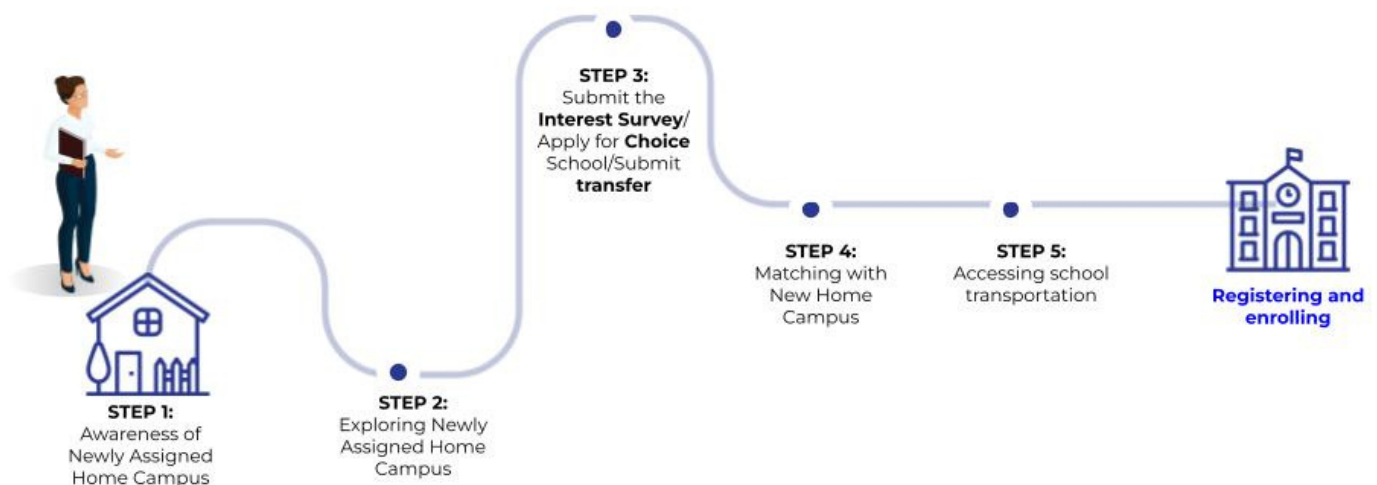 STEP 1:
Awareness of
Newly Assigned
Home Campus
STEP 2:
Exploring Newly
Assigned Home
Campus
STEP 3:
Submit the
Interest Survey/
Apply for Choice
School/Submit
transfer
STEP 4:
Matching with
New Home
Campus
STEP 5:
Accessing school
transportation
Registering and
enrolling